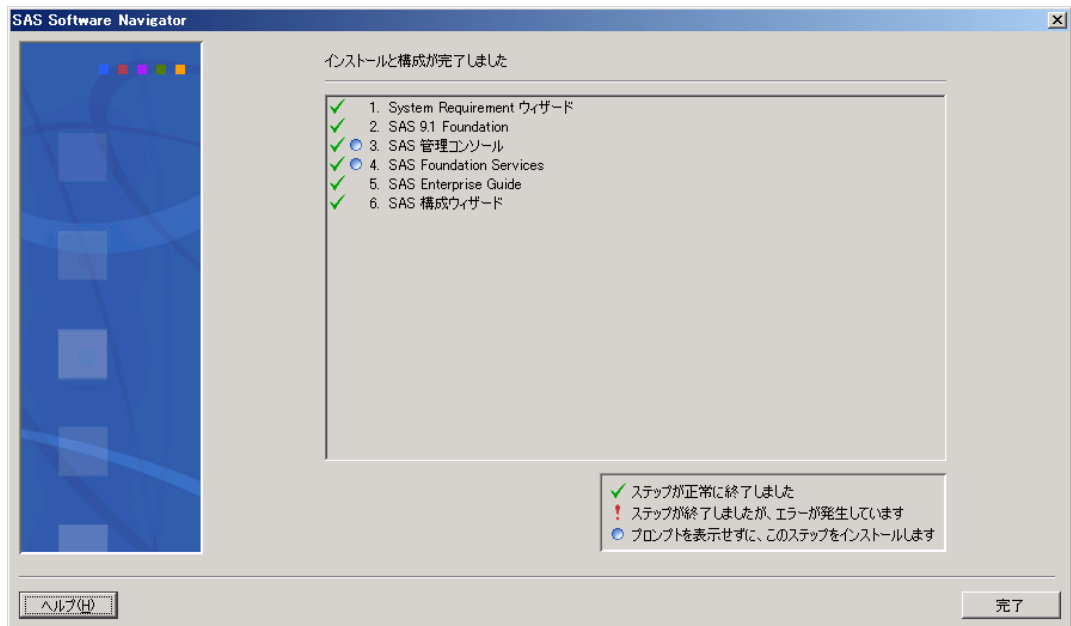 SAS Software Navigator
インストールと構成が完了しました
1. System Requirement ウィザード
2. SAS 9.1 Foundation
3. SAS 管理コンソール
4. SAS Foundation Services
5. SAS Enterprise Guide
6. SAS 構成ウィザード
ステップが正常に終了しました
ステップが終了しましたが、エラーが発生しています
プロンプトを表示せずに、このステップをインストールします
ヘルプ(H)
完了